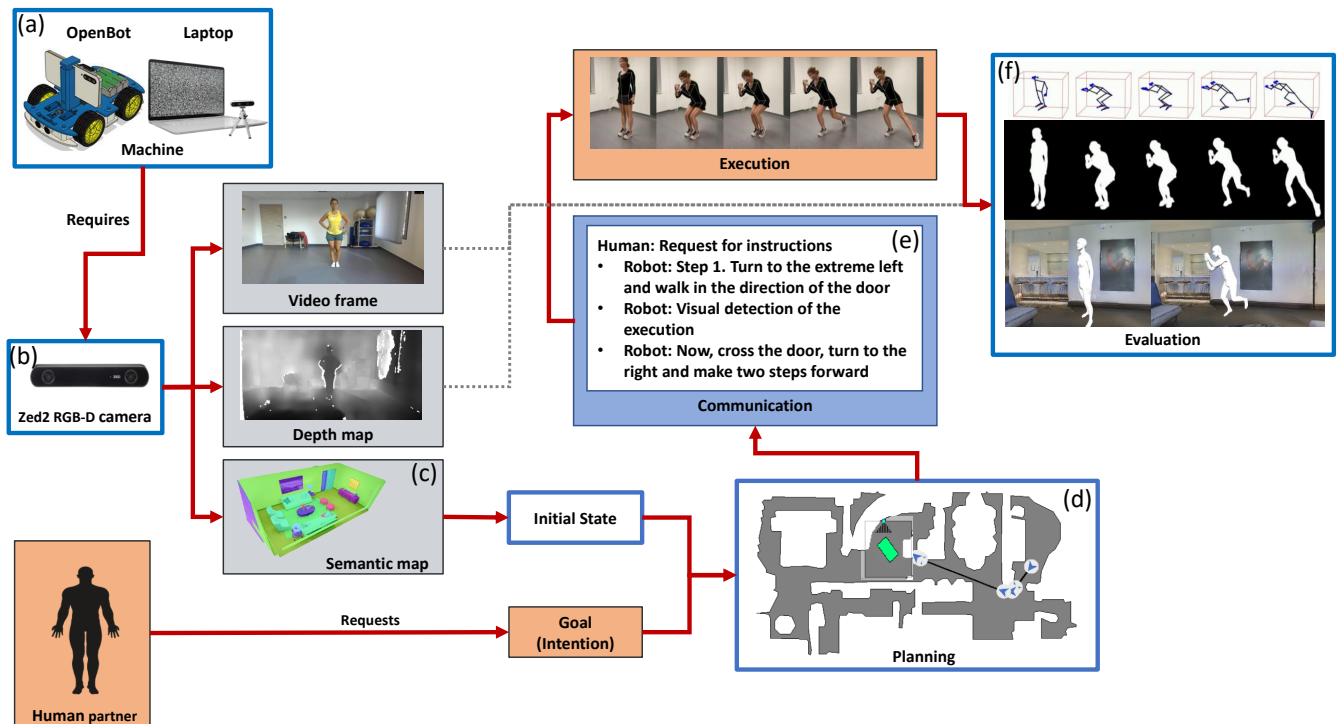 (a)
OpenBot
Laptop
Machine
Requires
(b)
Zed2 RGB-D camera
Video frame
Depth map
(c)
Semantic map
Human partner
Requests
Initial State
Goal
(Intention)
Execution
(e)
Human: Request for instructions
• Robot: Step 1. Turn to the extreme left
and walk in the direction of the door
• Robot: Visual detection of the
execution
• Robot: Now, cross the door, turn to the
right and make two steps forward
Communication
(d)
Planning
(f)
Evaluation